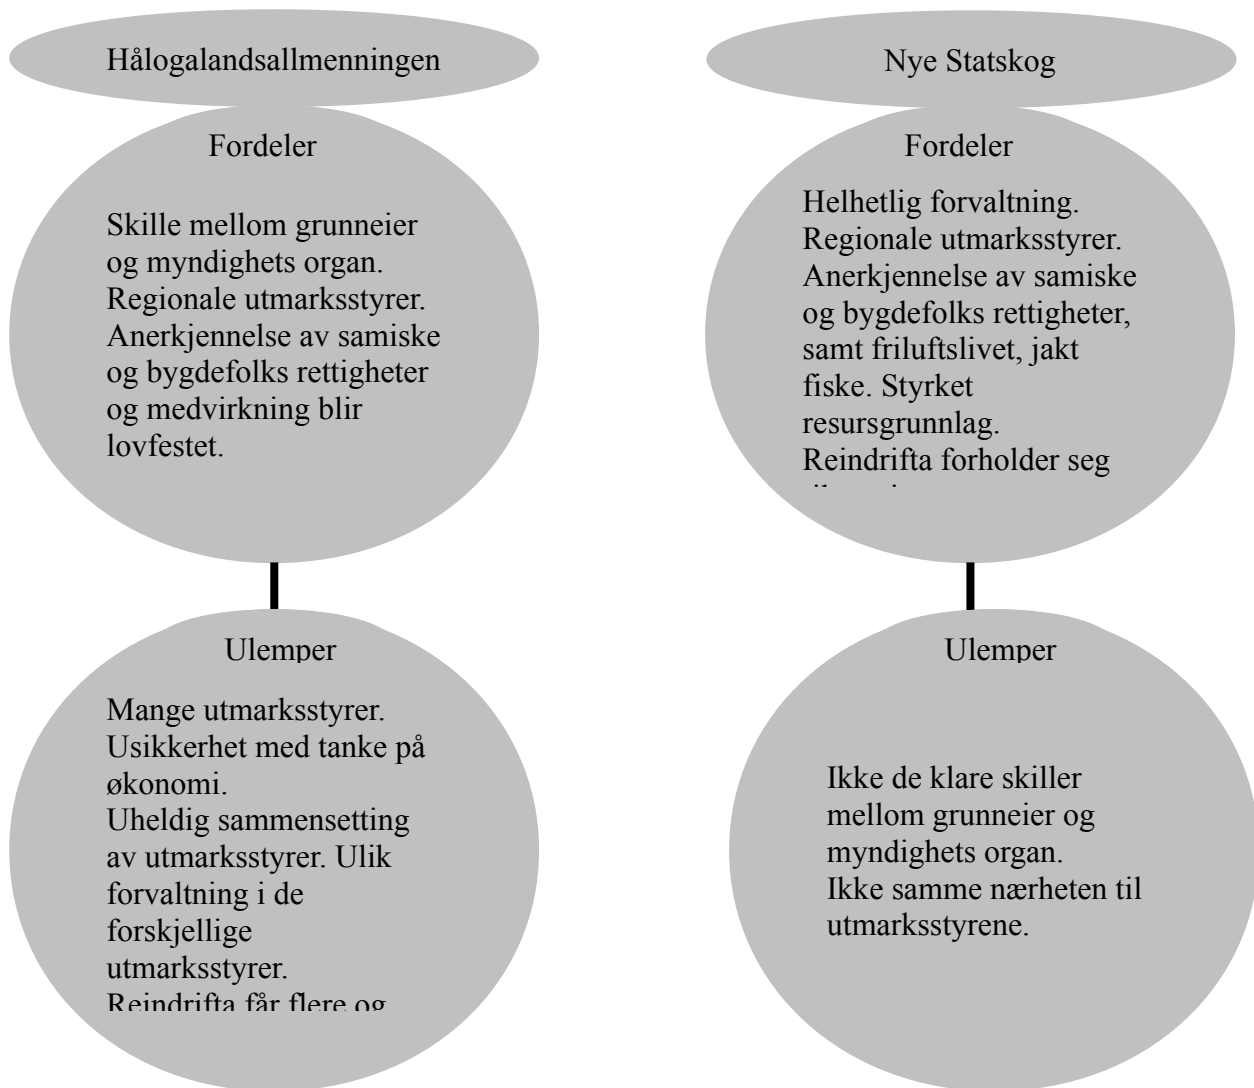 Hålogalandsallmenningen
Fordeler
Skille mellom grunneier
og myndighets organ.
Regionale utmarksstyrer.
Anerkjennelse av samiske
og bygdefolks rettigheter
og medvirkning blir
lovfestet.
Ulemper
Mange utmarksstyrer.
Usikkerhet med tanke på
økonomi.
Uheldig sammensetting
av utmarksstyrer. Ulik
forvaltning i de
forskjellige
utmarksstyrer.
Reindrifta får flere og
Nye Statskog
Fordeler
Helhetlig forvaltning.
Regionale utmarksstyrer.
Anerkjennelse av samiske
og bygdefolks rettigheter,
samt friluftslivet, jakt
fiske. Styrket
resursgrunnlag.
Reindrifta forholder seg
Ulemper
Ikke de klare skiller
mellom grunneier og
myndighets organ.
Ikke samme nærheten til
utmarksstyrene.